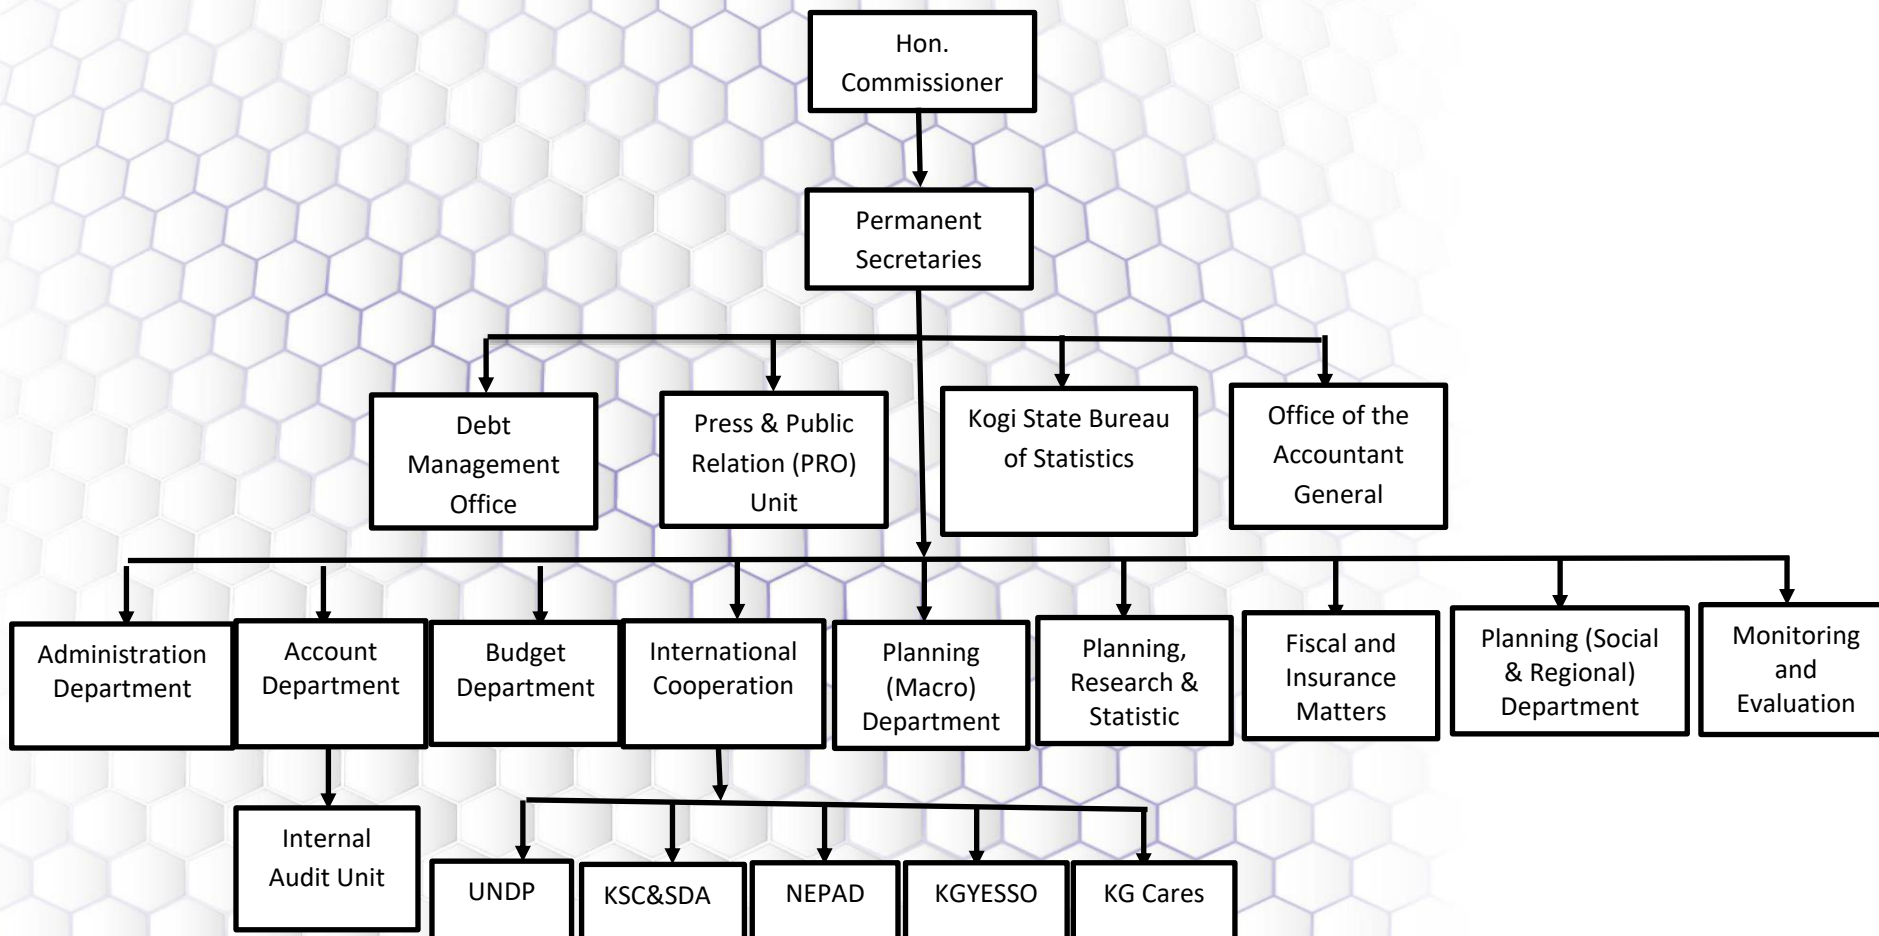 Hon.
Commissioner
Permanent
Secretaries
Debt
Management
Office
Press & Public
Relation (PRO)
Unit
Kogi State Bureau
of Statistics
Office of the
Accountant
General
Administration
Department
Account
Department
Budget
Department
International
Cooperation
Planning
(Macro)
Department
Planning,
Research &
Statistic
Fiscal and
Insurance
Matters
Planning (Social
& Regional)
Department
Monitoring
and
Evaluation
Internal
Audit Unit
UNDP
KSC&SDA
NEPAD
KGYESSO
KG Cares